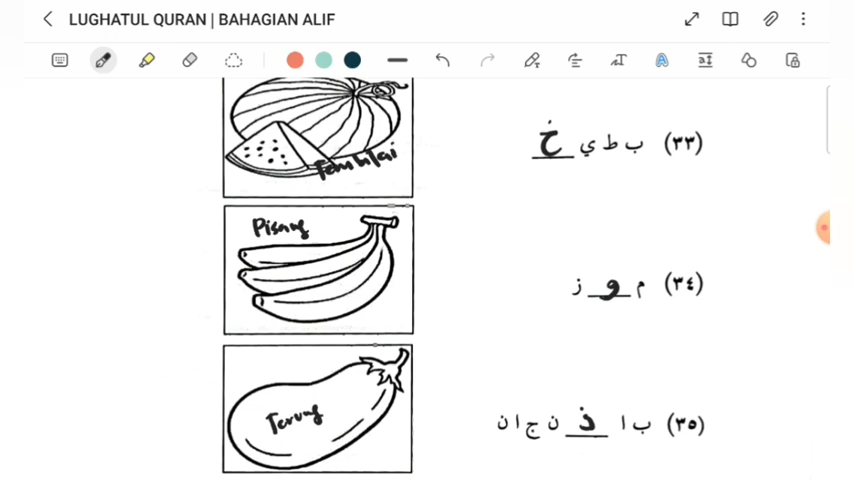 LUGHATUL QURAN | BAHAGIAN ALIF
Tembikai
(٣٣) ب ط ي خ
Pisang
(٣٤) م و ز
Terung
(٣٥) ب ا ذ ن ج ا ن